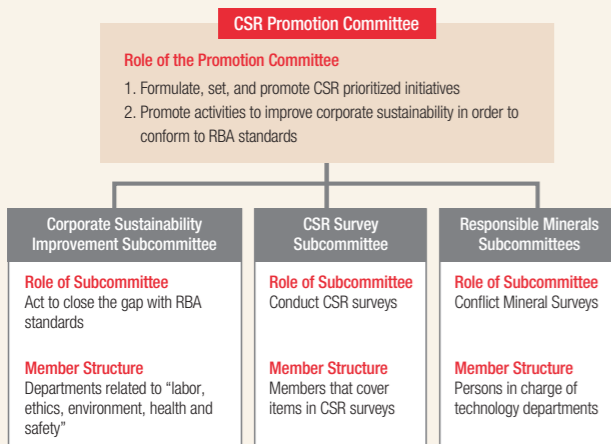 CSR Promotion Committee
Role of the Promotion Committee
1. Formulate, set, and promote CSR prioritized initiatives
2. Promote activities to improve corporate sustainability in order to
conform to RBA standards
Corporate Sustainability
Improvement Subcommittee
Role of Subcommittee
Act to close the gap with RBA
standards
Member Structure
Departments related to “labor,
ethics, environment, health and
safety”
CSR Survey
Subcommittee
Role of Subcommittee
Conduct CSR surveys
Member Structure
Members that cover
items in CSR surveys
Responsible Minerals
Subcommittees
Role of Subcommittee
Conflict Mineral Surveys
Member Structure
Persons in charge of
technology departments